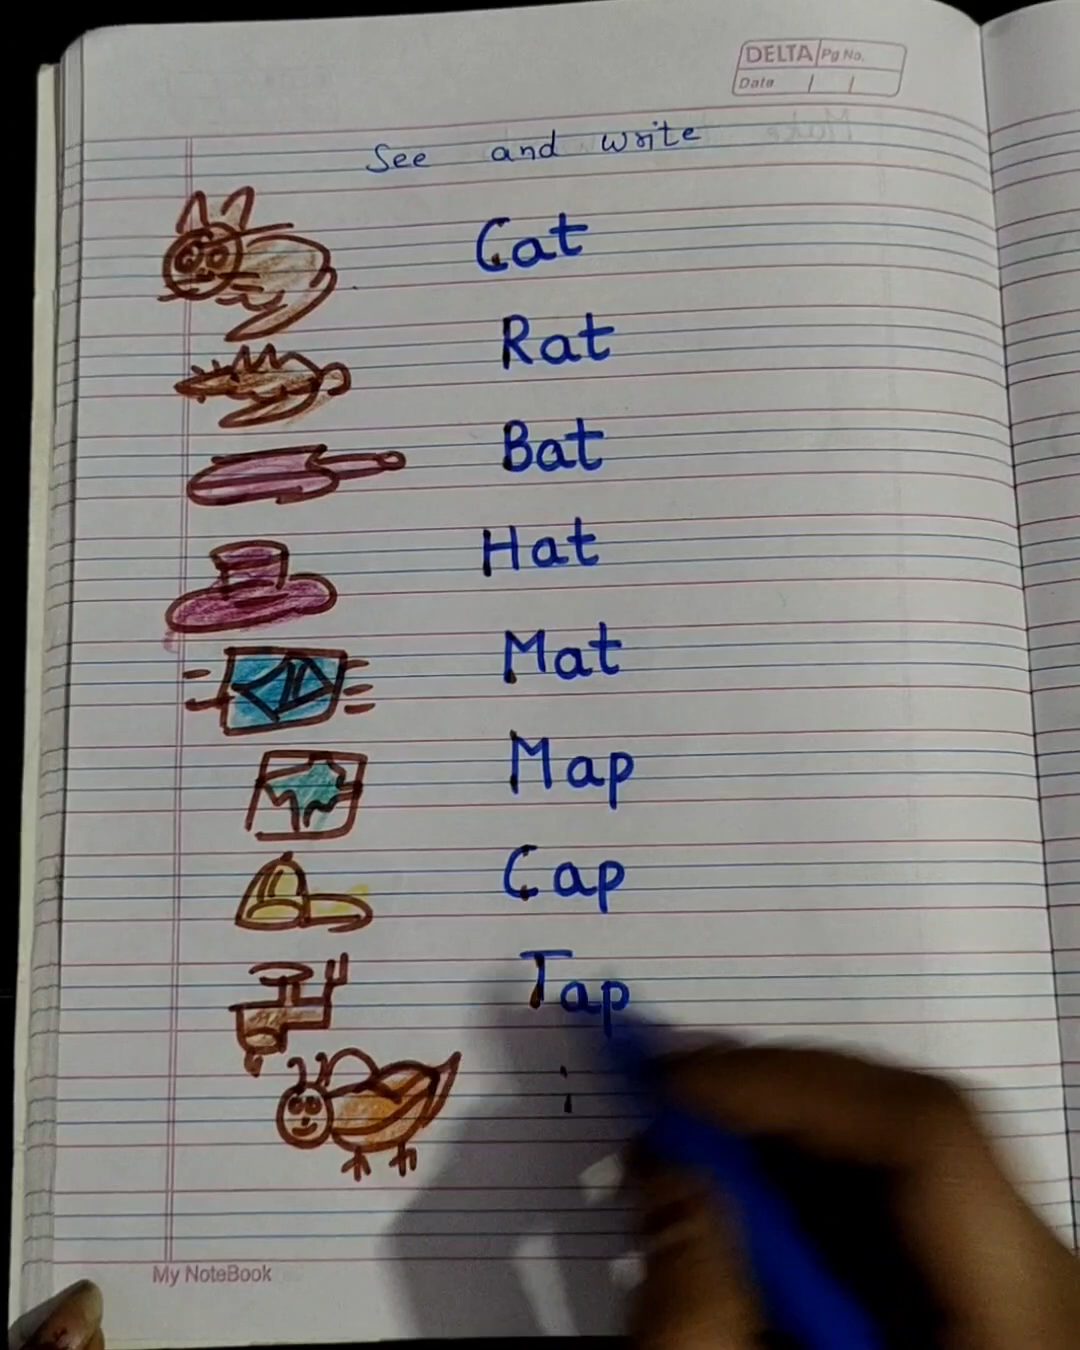 DELTA Pg No.
Date / /
See and write
Cat
Rat
Bat
Hat
Mat
Map
Cap
Tap
My NoteBook